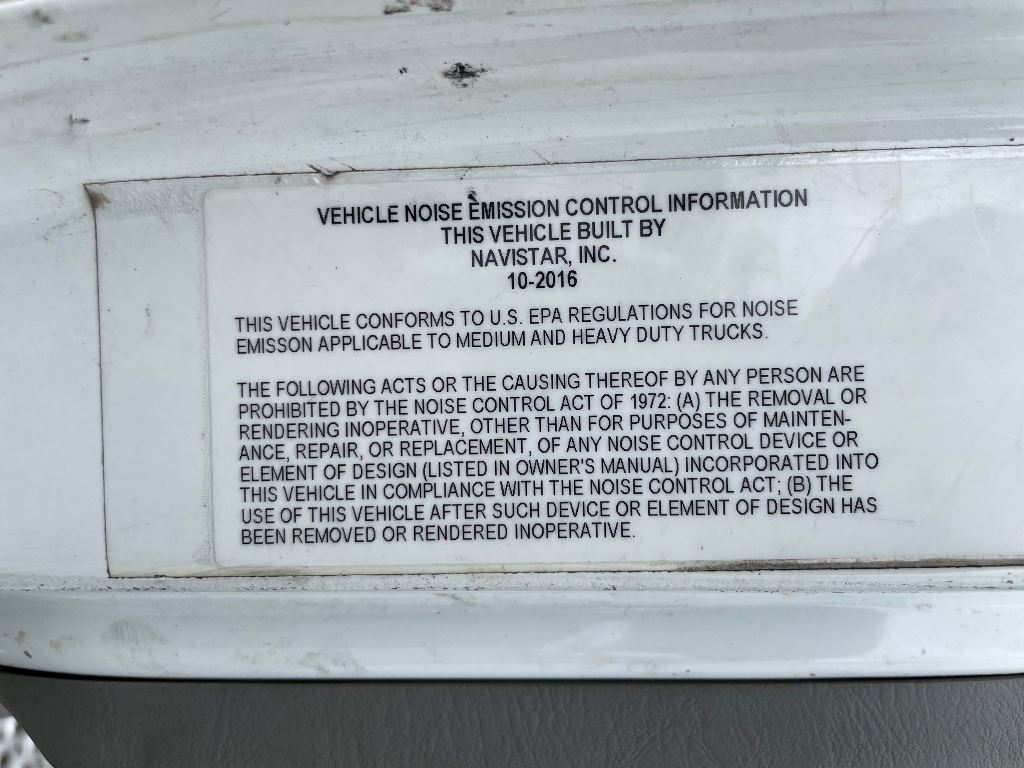 VEHICLE NOISE EMISSION CONTROL INFORMATION
THIS VEHICLE BUILT BY
NAVISTAR, INC.
10-2016
THIS VEHICLE CONFORMS TO U.S. EPA REGULATIONS FOR NOISE
EMISSON APPLICABLE TO MEDIUM AND HEAVY DUTY TRUCKS.
THE FOLLOWING ACTS OR THE CAUSING THEREOF BY ANY PERSON ARE
PROHIBITED BY THE NOISE CONTROL ACT OF 1972: (A) THE REMOVAL OR
RENDERING INOPERATIVE, OTHER THAN FOR PURPOSES OF MAINTEN-
ANCE, REPAIR, OR REPLACEMENT, OF ANY NOISE CONTROL DEVICE OR
ELEMENT OF DESIGN (LISTED IN OWNER'S MANUAL) INCORPORATED INTO
THIS VEHICLE IN COMPLIANCE WITH THE NOISE CONTROL ACT; (B) THE
USE OF THIS VEHICLE AFTER SUCH DEVICE OR ELEMENT OF DESIGN HAS
BEEN REMOVED OR RENDERED INOPERATIVE.